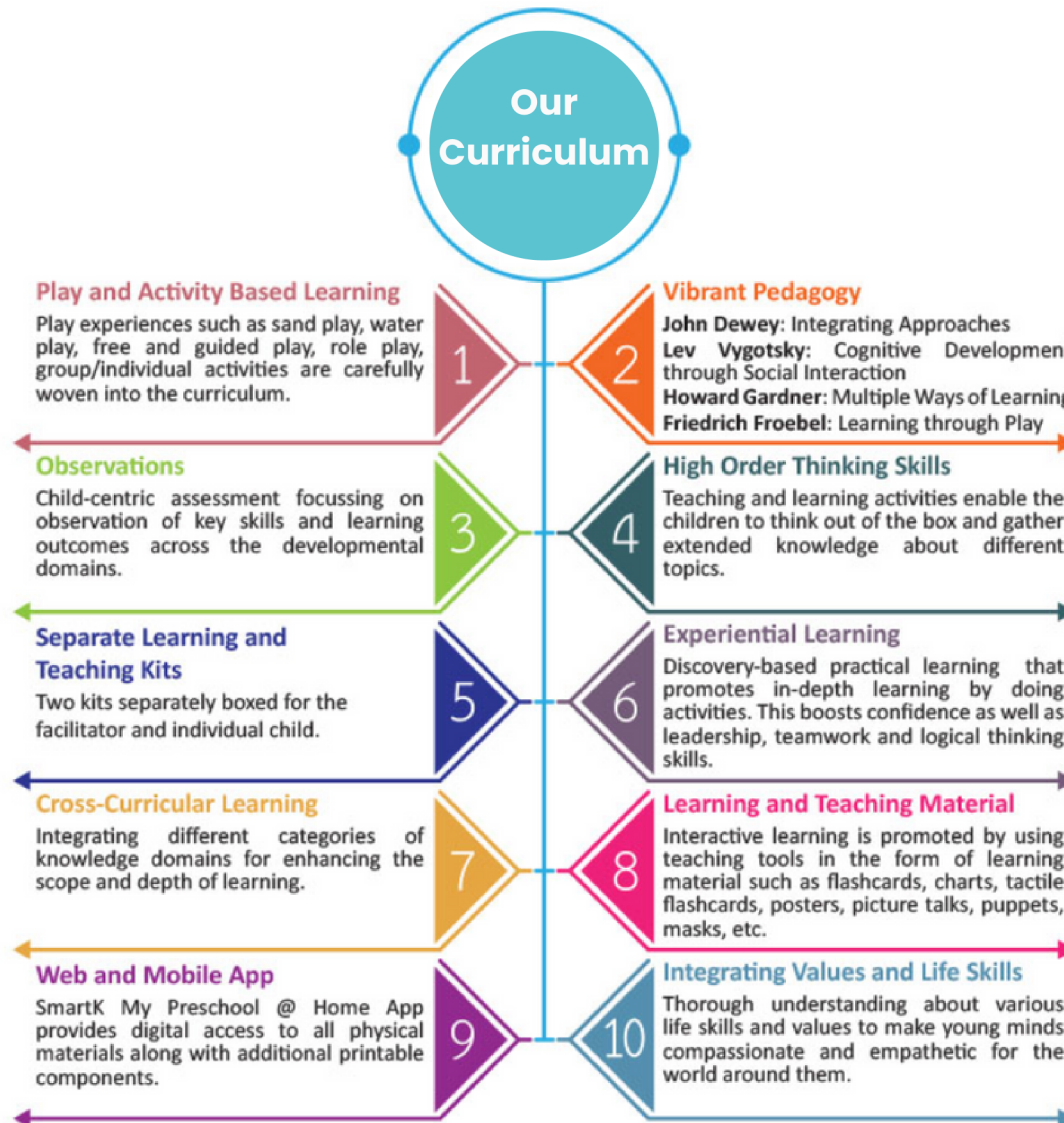 Our
Curriculum
Play and Activity Based Learning
Play experiences such as sand play, water
play, free and guided play, role play,
group/individual activities are carefully
woven into the curriculum.
1
2
Vibrant Pedagogy
John Dewey: Integrating Approaches
Lev Vygotsky: Cognitive Developmen
through Social Interaction
Howard Gardner: Multiple Ways of Learning
Friedrich Froebel: Learning through Play
Observations
Child-centric assessment focussing on
observation of key skills and learning
outcomes across the developmental
domains.
3
4
High Order Thinking Skills
Teaching and learning activities enable the
children to think out of the box and gather
extended knowledge about different
topics.
Separate Learning and
Teaching Kits
Two kits separately boxed for the
facilitator and individual child.
5
6
Experiential Learning
Discovery-based practical learning that
promotes in-depth learning by doing
activities. This boosts confidence as well as
leadership, teamwork and logical thinking
skills.
Cross-Curricular Learning
Integrating different categories of
knowledge domains for enhancing the
scope and depth of learning.
7
8
Learning and Teaching Material
Interactive learning is promoted by using
teaching tools in the form of learning
material such as flashcards, charts, tactile
flashcards, posters, picture talks, puppets,
masks, etc.
Web and Mobile App
SmartK My Preschool @ Home App
provides digital access to all physical
materials along with additional printable
components.
9
10
Integrating Values and Life Skills
Thorough understanding about various
life skills and values to make young minds
compassionate and empathetic for the
world around them.